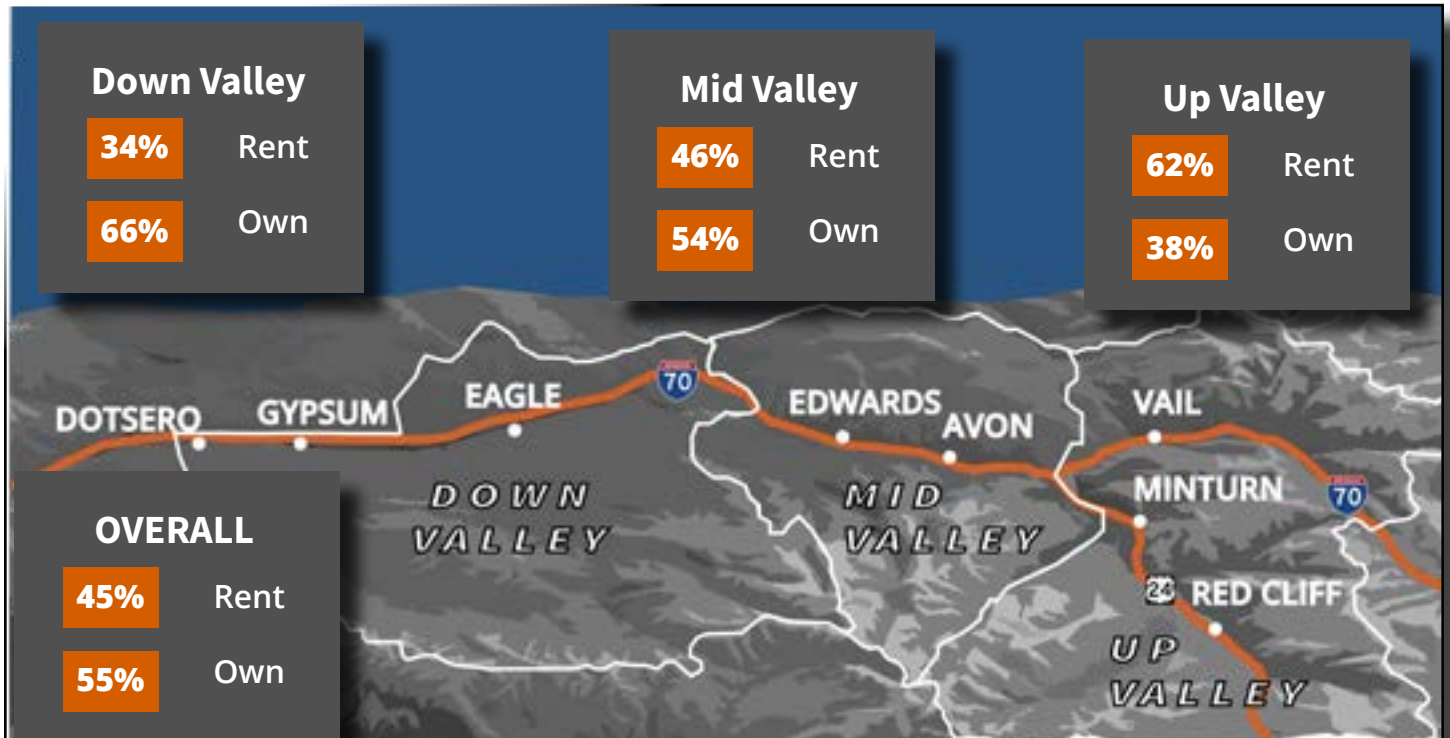 Down Valley
34% Rent
66% Own
Mid Valley
46% Rent
54% Own
Up Valley
62% Rent
38% Own
DOTSERO
GYPSUM
EAGLE
70
EDWARDS
AVON
VAIL
MINTURN
70
RED CLIFF
DOWN
VALLEY
MID
VALLEY
UP
VALLEY
OVERALL
45% Rent
55% Own